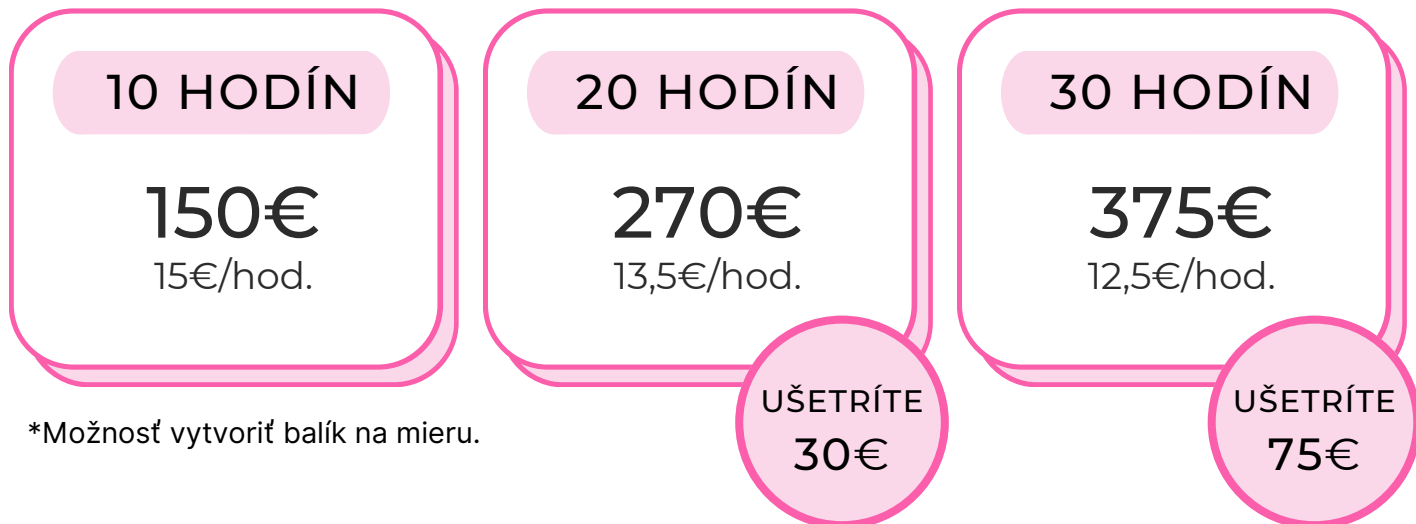 10 HODÍN
150€
15€/hod.
20 HODÍN
270€
13,5€/hod.
UŠETRÍTE
30€
30 HODÍN
375€
12,5€/hod.
UŠETRÍTE
75€
*Možnosť vytvoriť balík na mieru.